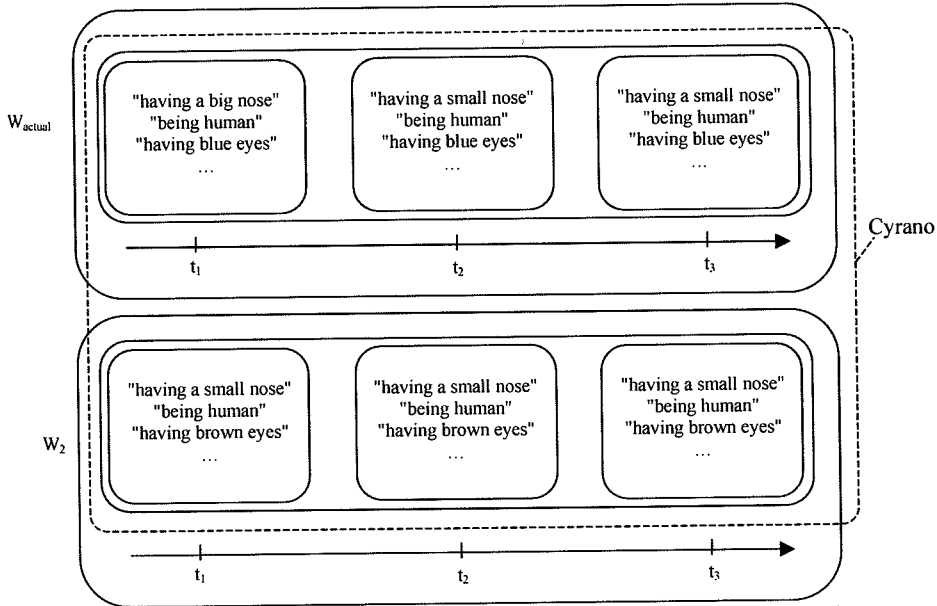 "having a big nose"
"being human"
"having blue eyes"
...
"having a small nose"
"being human"
"having blue eyes"
...
"having a small nose"
"being human"
"having blue eyes"
...
W_actual
t₁
t₂
t₃
Cyrano
"having a small nose"
"being human"
"having brown eyes"
...
"having a small nose"
"being human"
"having brown eyes"
...
"having a small nose"
"being human"
"having brown eyes"
...
W₂
t₁
t₂
t₃